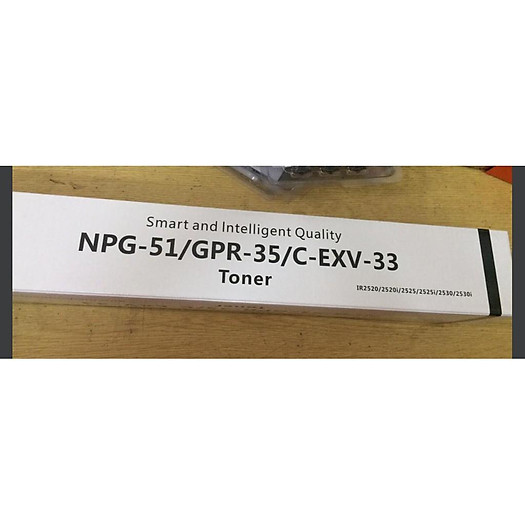 Smart and Intelligent Quality
NPG-51/GPR-35/C-EXV-33
Toner
IR2520/2520i/2525/2525i/2530/2530i